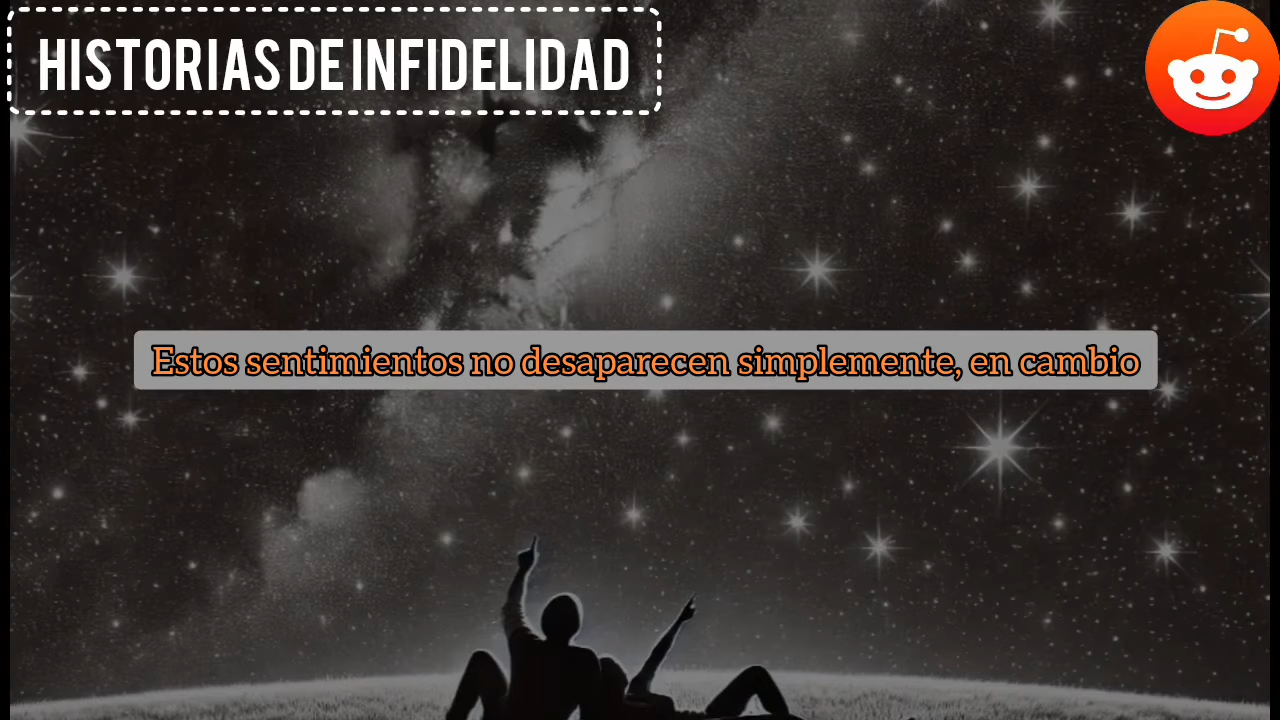 HISTORIAS DE INFIDELIDAD
Estos sentimientos no desaparecen simplemente, en cambio